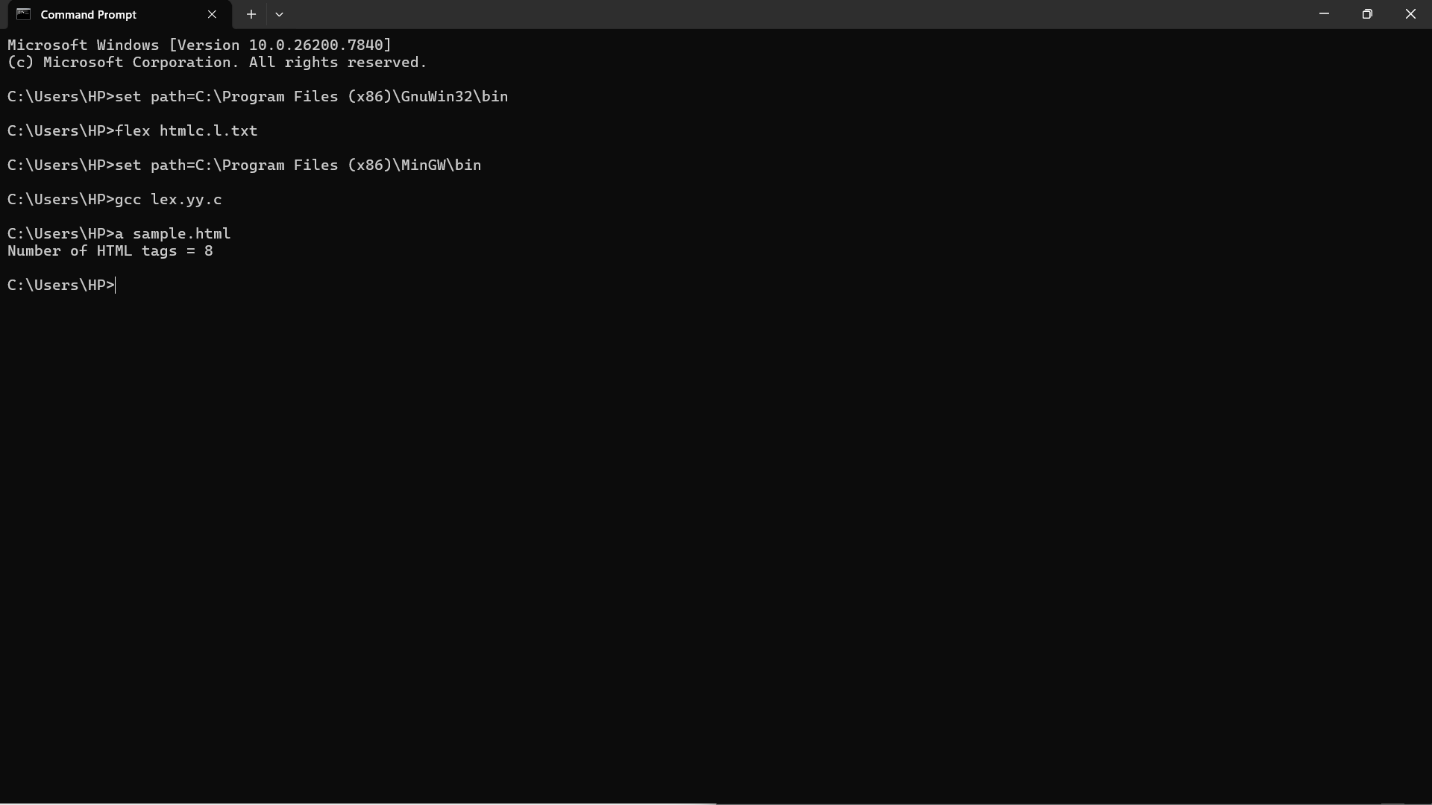 Command Prompt
Microsoft Windows [Version 10.0.26200.7840]
(c) Microsoft Corporation. All rights reserved.
C:\Users\HP>set path=C:\Program Files (x86)\GnuWin32\bin
C:\Users\HP>flex htmlc.l.txt
C:\Users\HP>set path=C:\Program Files (x86)\MinGW\bin
C:\Users\HP>gcc lex.yy.c
C:\Users\HP>a sample.html
Number of HTML tags = 8
C:\Users\HP>